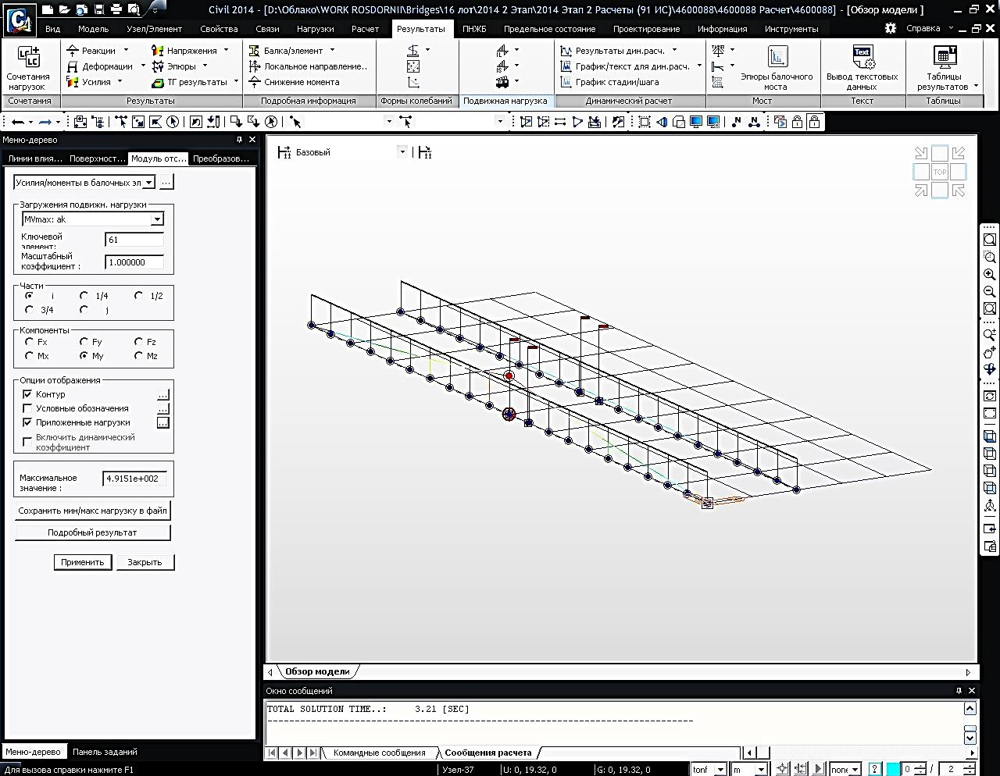 Civil 2014 - [D:\Облако\WORK ROSDORNII\Bridges\16 лот\2014 2 Этап\2014 Этап 2 Расчеты (91 ИС)\4600088\4600088 Расчет\4600088] - [Обзор модели ]
Вид Модель Узел/Элемент Свойства Связи Нагрузки Расчет Результаты ПНЖБ Предельное состояние Проектирование Информация Инструменты Справка
Реакции Напряжения Балка/элемент Результаты дин.расч.
Деформации Эпюры Локальное направление.. График/текст для дин.расч.
Усилия ТГ результаты Снижение момента График стадии/шага
Сочетания нагрузок
Эпюры балочного моста
Вывод текстовых данных
Таблицы результатов
Сочетания Результаты Подробная информация Формы колебаний Подвижная нагрузка Динамический расчет Мост Текст Таблицы
Меню-дерево
Линии влия... Поверхност... Модуль отс... Преобразов...
Усилия/моменты в балочных эл
...
Загружения подвижн. нагрузки
MVmax: ak
Ключевой элемент: 61
Масштабный коэффициент : 1.000000
Части
i 1/4 1/2
3/4 j
Компоненты
Fx Fy Fz
Mx My Mz
Опции отображения
Контур ...
Условные обозначения ...
Приложенные нагрузки ...
Включить динамический коэффициент
Максимальное значение : 4.9151e+002
Сохранить мин/макс нагрузку в файл
Подробный результат
Применить Закрыть
Базовый
TOP
Обзор модели
Окно сообщений
TOTAL SOLUTION TIME..: 3.21 [SEC]
Командные сообщения Сообщения расчета
Меню-дерево Панель заданий
Для вызова справки нажмите F1 Узел-37 U: 0, 19.32, 0 G: 0, 19.32, 0 tonf m none ? 0 / 2